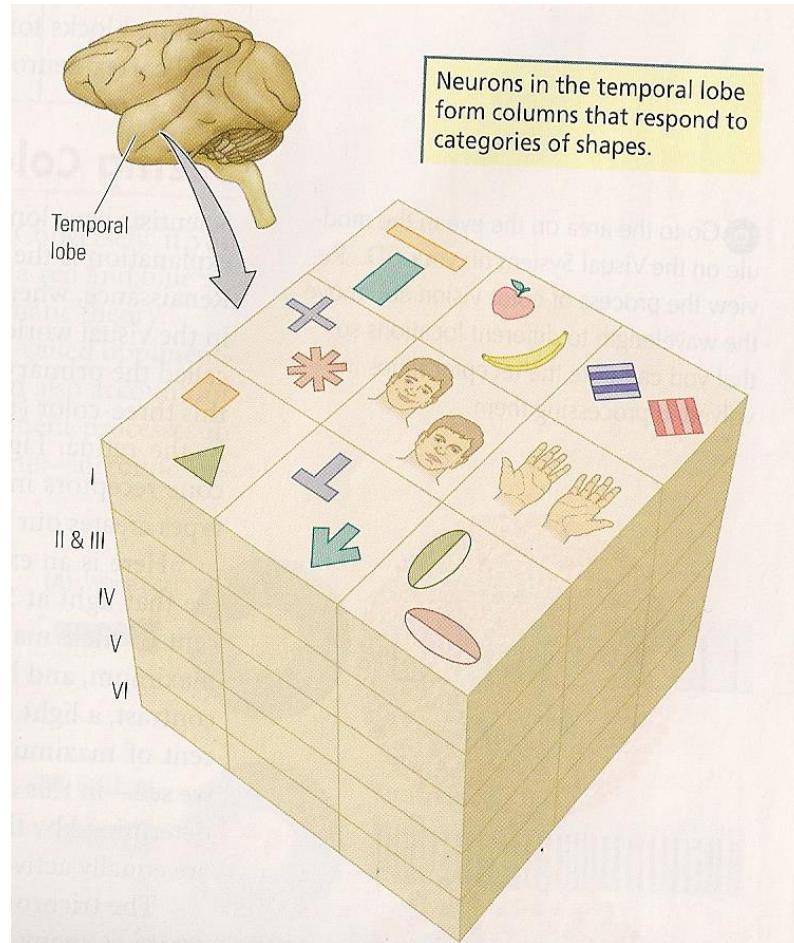 Neurons in the temporal lobe
form columns that respond to
categories of shapes.
Temporal
lobe
I
II & III
IV
V
VI